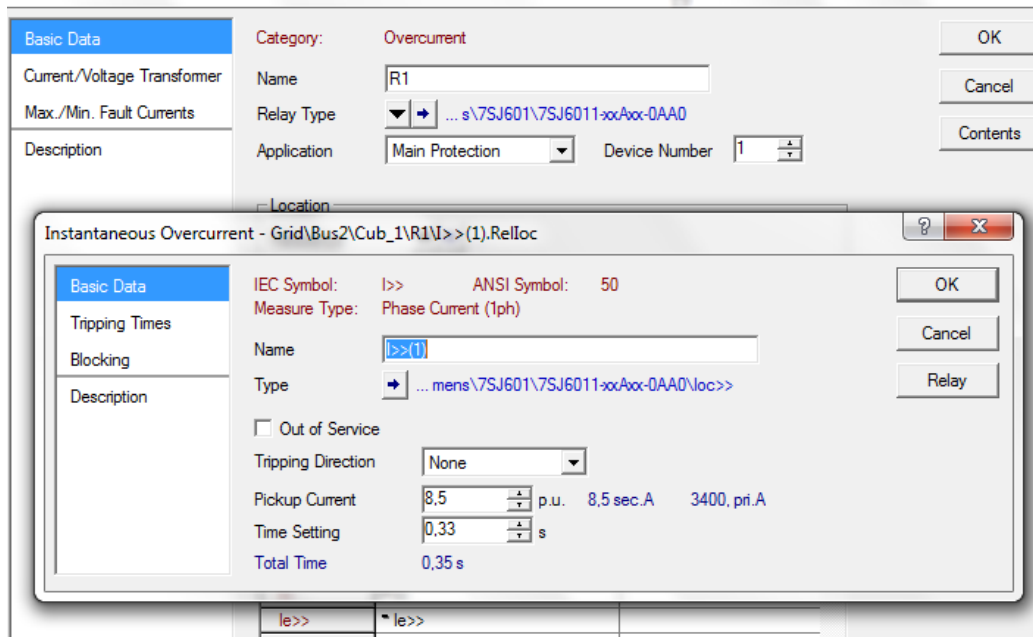 Basic Data
Category: Overcurrent
OK
Current/Voltage Transformer
Name R1
Cancel
Max./Min. Fault Currents
Relay Type ... s\7SJ601\7SJ6011-xxAxx-0AA0
Contents
Description
Application Main Protection Device Number 1
Location
Instantaneous Overcurrent - Grid\Bus2\Cub_1\R1\I>>(1).RelIoc
Basic Data
IEC Symbol: I>> ANSI Symbol: 50
OK
Measure Type: Phase Current (1ph)
Tripping Times
Cancel
Name I>>(1)
Blocking
Type ... mens\7SJ601\7SJ6011-xxAxx-0AA0\Ioc>>
Relay
Description
Out of Service
Tripping Direction None
Pickup Current 8,5 p.u. 8,5 sec.A 3400, pri.A
Time Setting 0,33 s
Total Time 0,35 s
Ie>> Ie>>